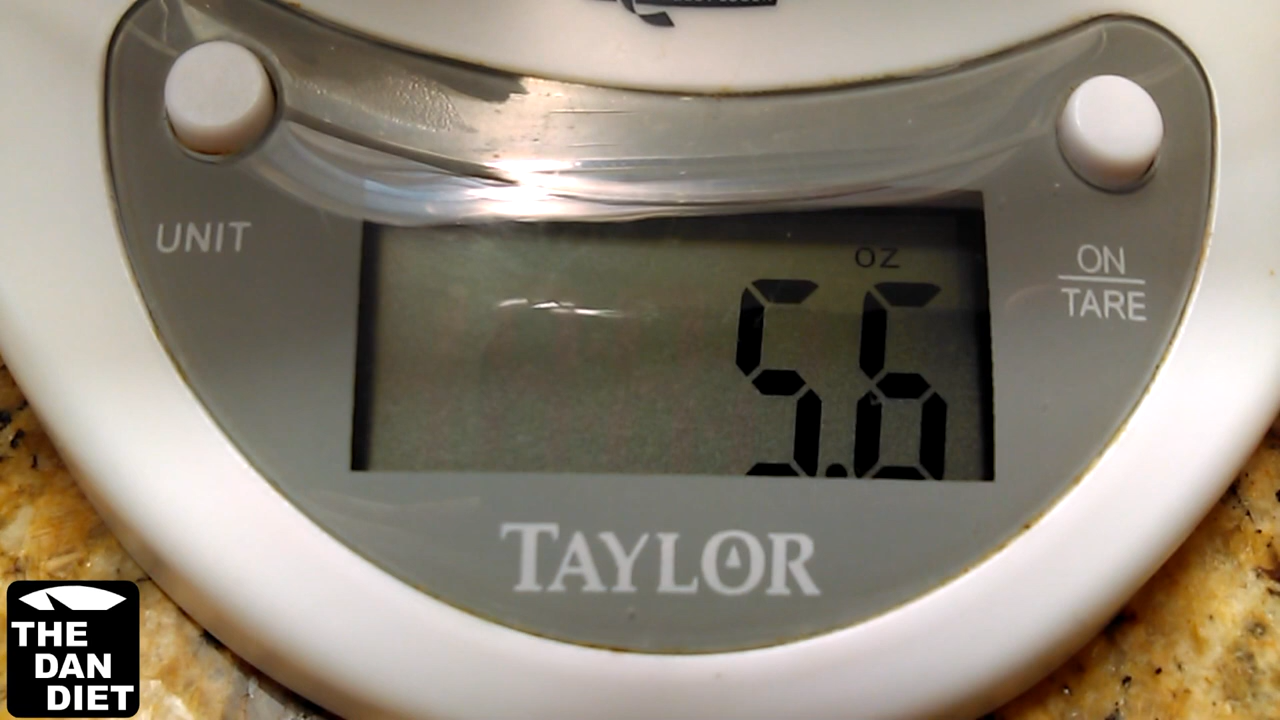 UNIT
OZ
5.6
ON
TARE
TAYLOR
THE
DAN
DIET